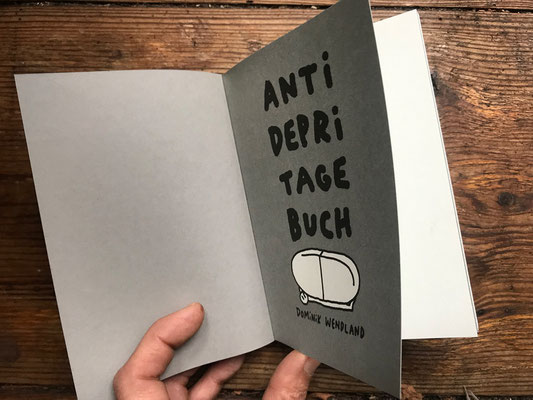 ANTi
DEPRi
TAGE
BUCH
DOMiNiK WENDLAND